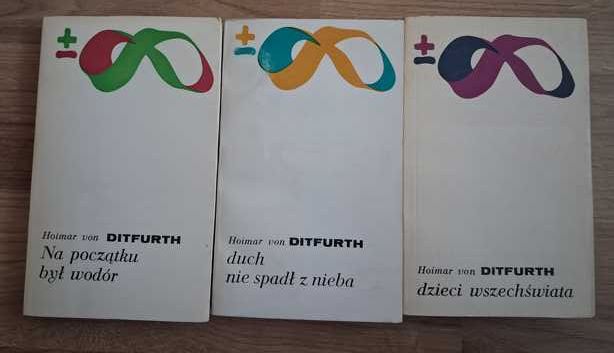 ±
Hoimar von DITFURTH
Na początku
był wodór
±
Hoimar von DITFURTH
duch
nie spadł z nieba
±
Hoimar von DITFURTH
dzieci wszechświata